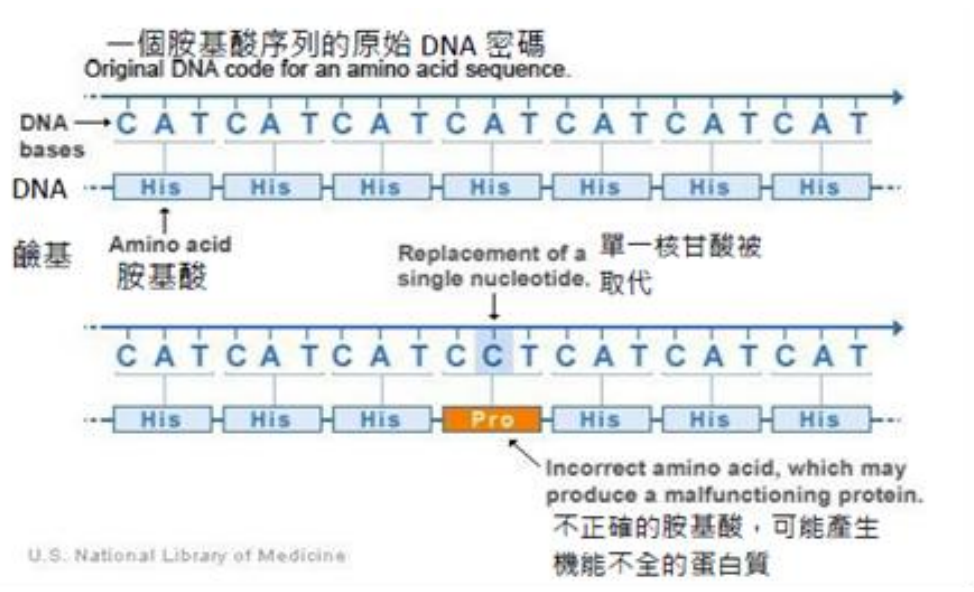 一個胺基酸序列的原始 DNA 密碼
Original DNA code for an amino acid sequence.
DNA bases
C A T C A T C A T C A T C A T C A T C A T
DNA
鹼基
His His His His His His His
Amino acid
胺基酸
Replacement of a
single nucleotide.
單一核甘酸被
取代
C A T C A T C A T C C T C A T C A T C A T
His His His Pro His His His
Incorrect amino acid, which may
produce a malfunctioning protein.
不正確的胺基酸，可能產生
機能不全的蛋白質
U.S. National Library of Medicine